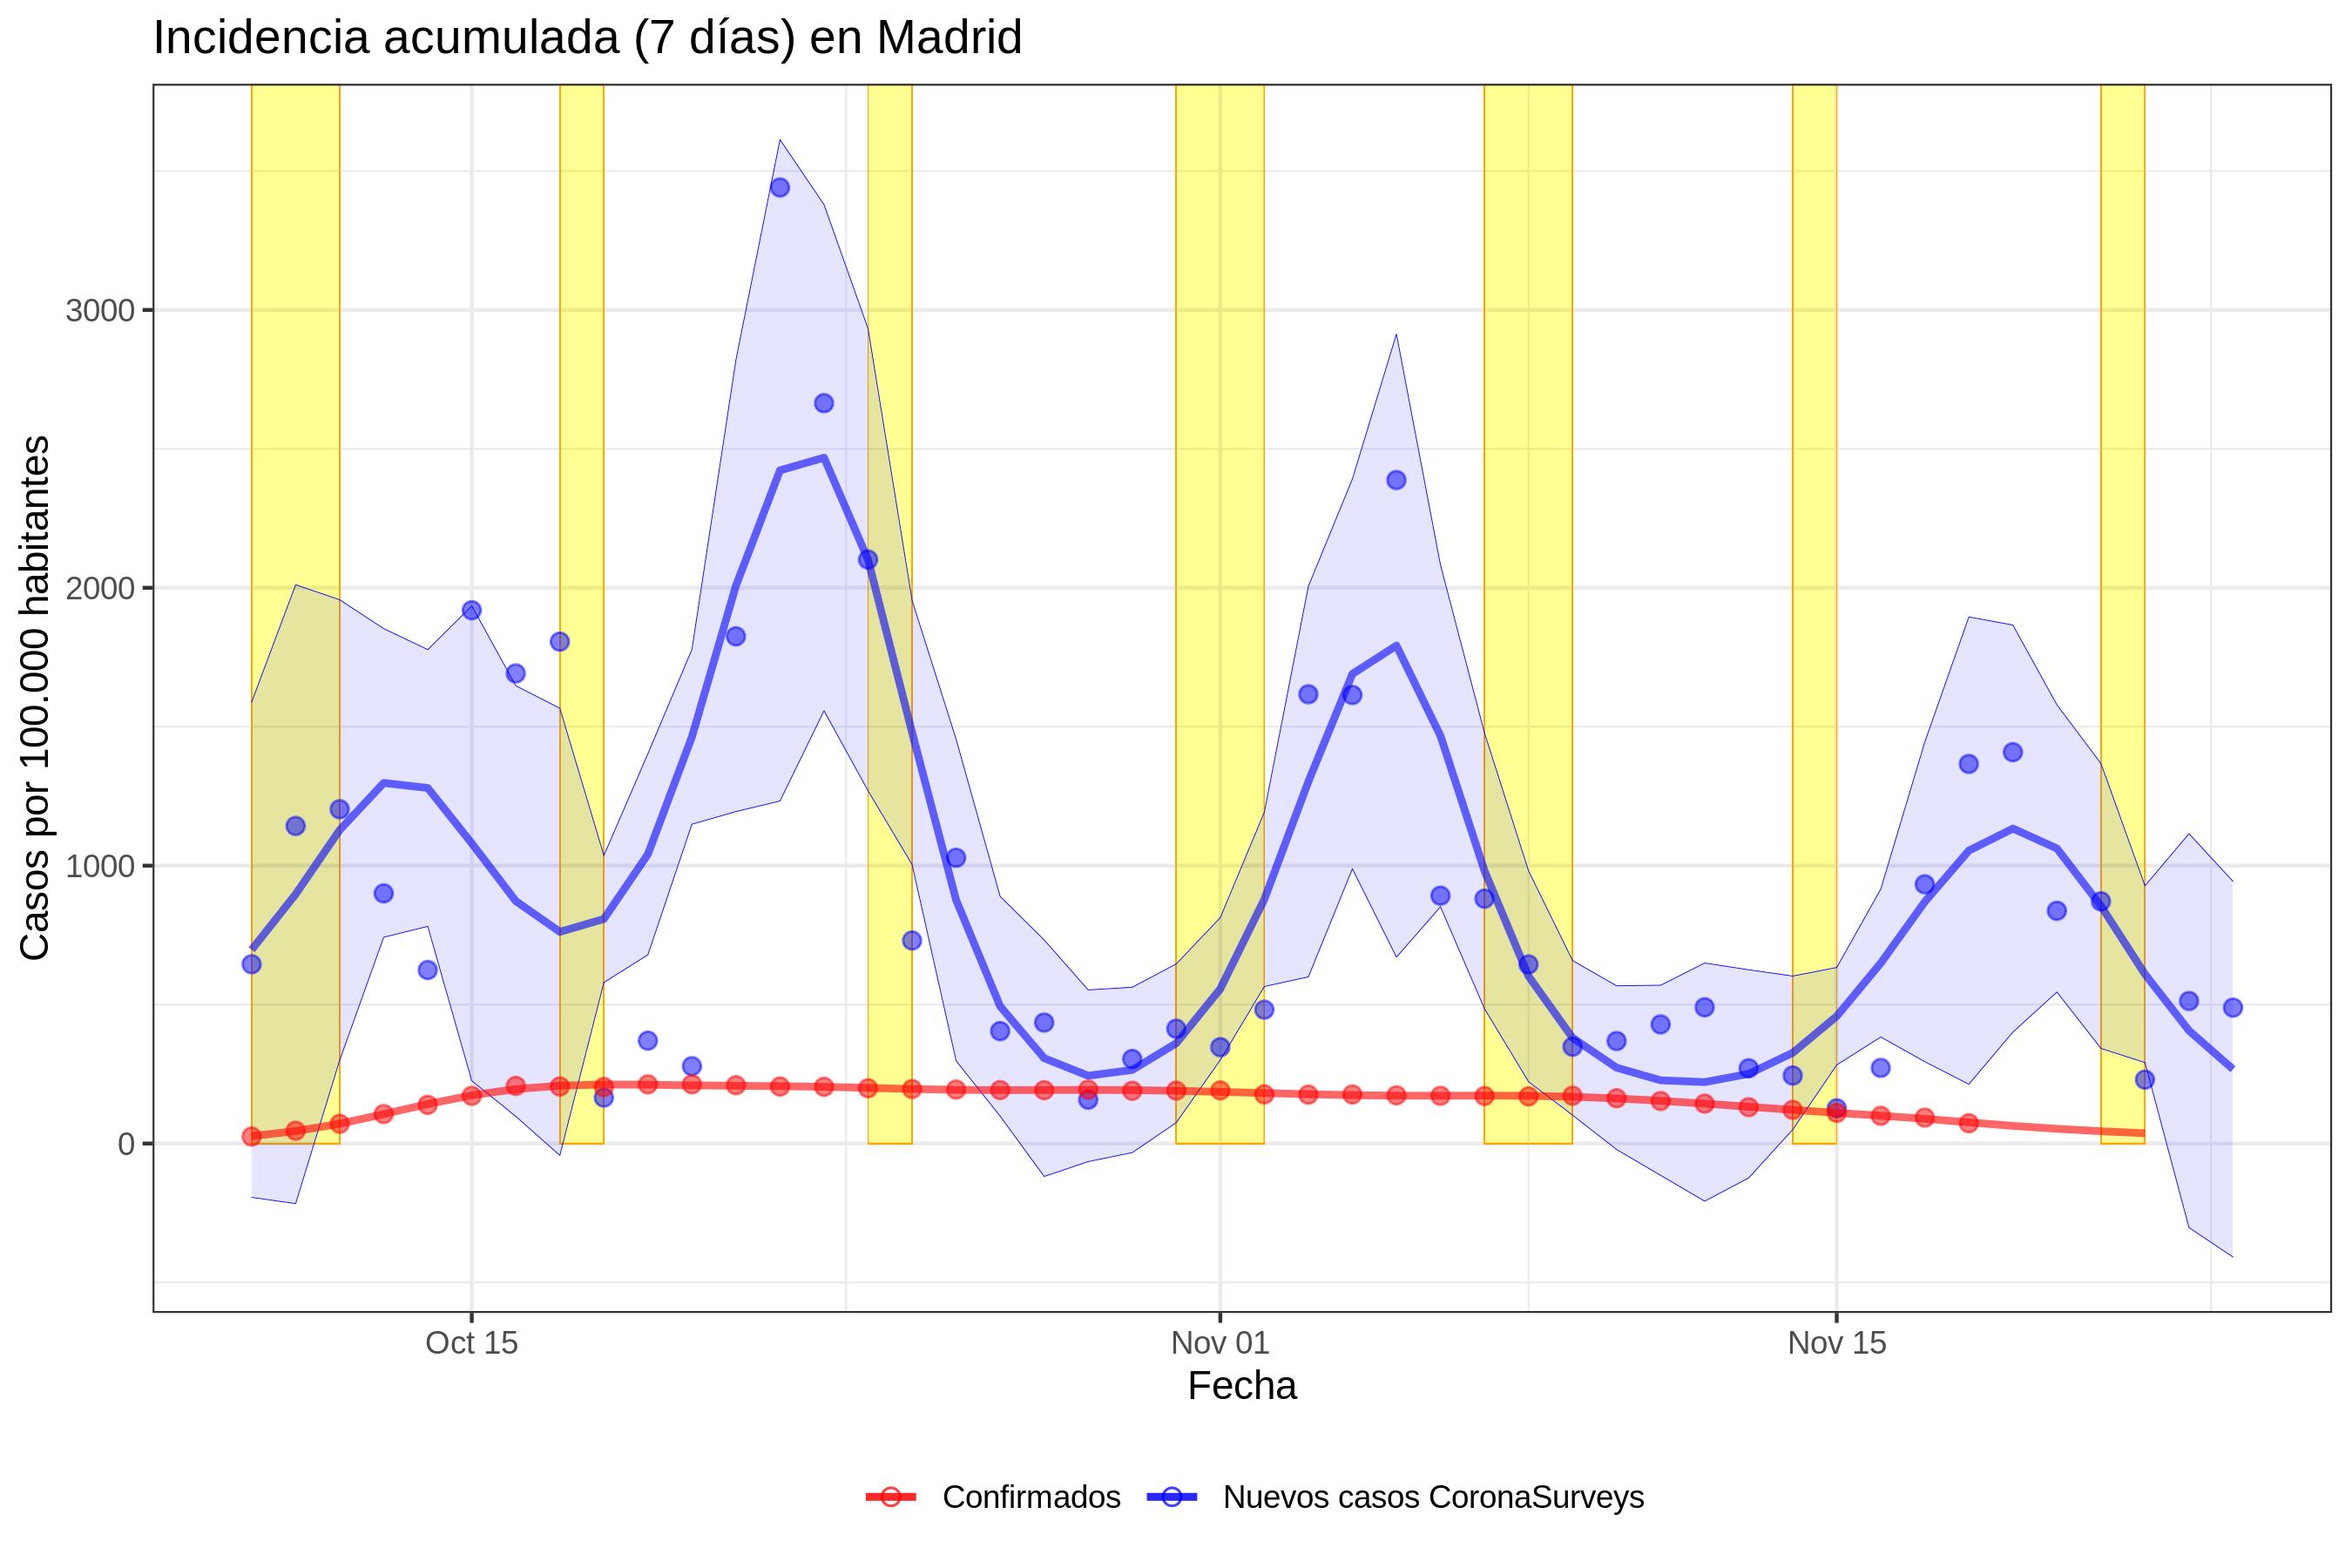 Incidencia acumulada (7 días) en Madrid
Casos por 100.000 habitantes
3000
2000
1000
0
Oct 15
Nov 01
Nov 15
Fecha
Confirmados
Nuevos casos CoronaSurveys